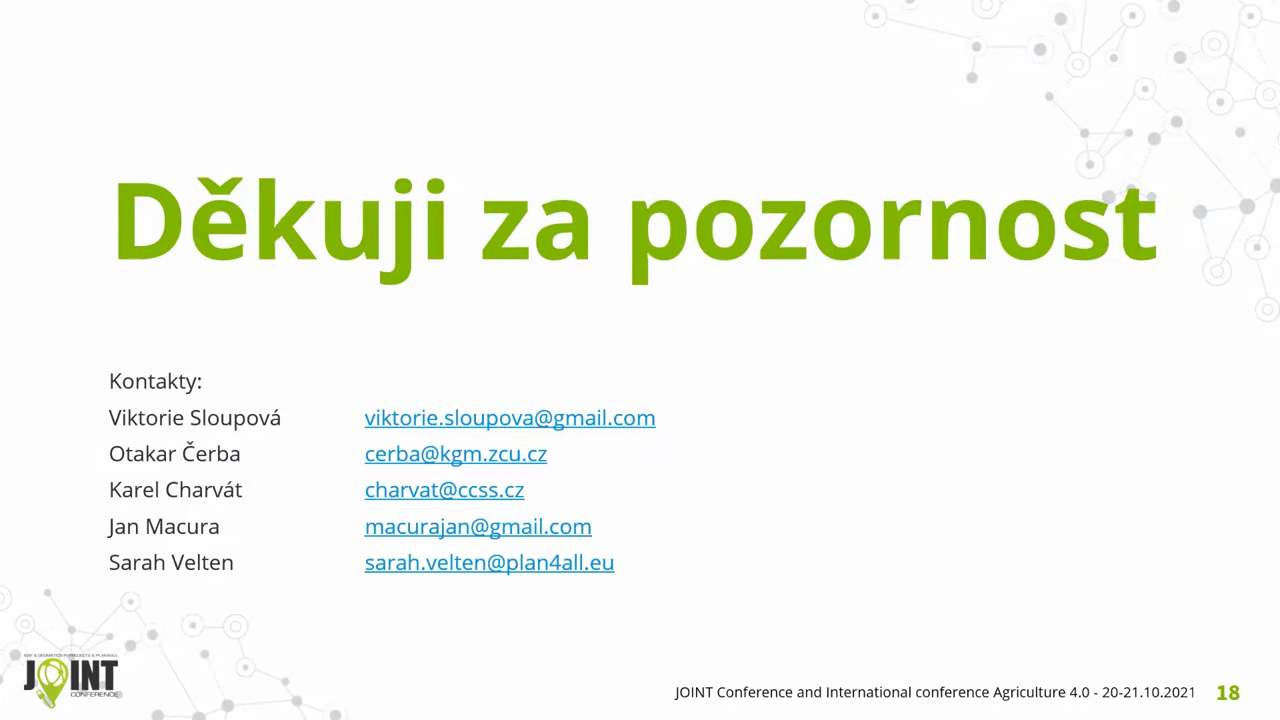 Děkuji za pozornost
Kontakty:
Viktorie Sloupová viktorie.sloupova@gmail.com
Otakar Čerba cerba@kgm.zcu.cz
Karel Charvát charvat@ccss.cz
Jan Macura macurajan@gmail.com
Sarah Velten sarah.velten@plan4all.eu
JOINT
CONFERENCE
JOINT Conference and International conference Agriculture 4.0 - 20-21.10.2021 18